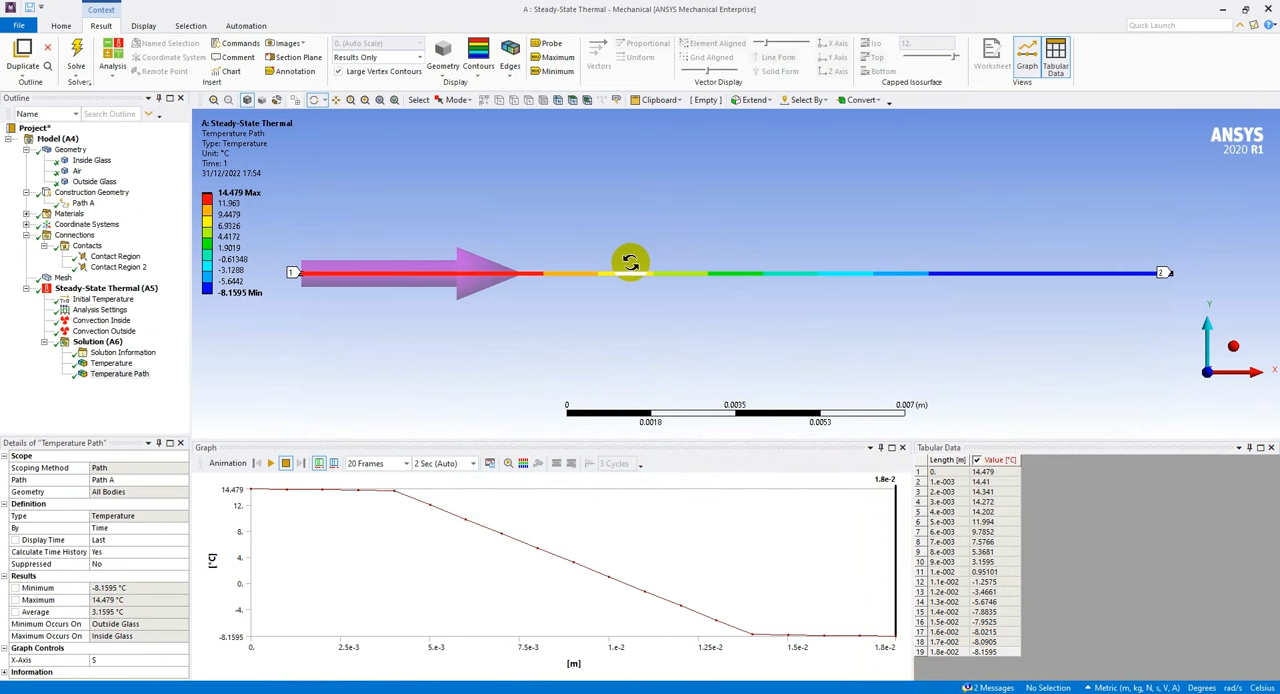 Context
A : Steady-State Thermal - Mechanical [ANSYS Mechanical Enterprise]
File Home Result Display Selection Automation
Quick Launch
Duplicate
Outline
Solve
Solver
Analysis
Named Selection
Coordinate System
Remote Point
Commands
Comment
Chart
Images
Section Plane
Annotation
Insert
0. (Auto Scale)
Results Only
Large Vertex Contours
Geometry
Contours
Edges
Display
Probe
Maximum
Minimum
Vectors
Proportional
Uniform
Element Aligned
Grid Aligned
Line Form
Solid Form
X Axis
Y Axis
Z Axis
Vector Display
Iso
Top
Bottom
12.
Capped Isosurface
Worksheet
Graph
Tabular Data
Views
Outline
Name
Search Outline
Select
Mode
Clipboard
[ Empty ]
Extend
Select By
Convert
Project*
Model (A4)
Geometry
Inside Glass
Air
Outside Glass
Construction Geometry
Path A
Materials
Coordinate Systems
Connections
Contacts
Contact Region
Contact Region 2
Mesh
Steady-State Thermal (A5)
Initial Temperature
Analysis Settings
Convection Inside
Convection Outside
Solution (A6)
Solution Information
Temperature
Temperature Path
A: Steady-State Thermal
Temperature Path
Type: Temperature
Unit: °C
Time: 1
31/12/2022 17:54
14.479 Max
11.963
9.4479
6.9326
4.4172
1.9019
-0.61348
-3.1288
-5.6442
-8.1595 Min
ANSYS
2020 R1
1
2
Y
X
0 0.0035 0.007 (m)
0.0018 0.0053
Details of "Temperature Path"
Scope
Scoping Method Path
Path Path A
Geometry All Bodies
Definition
Type Temperature
By Time
Display Time Last
Calculate Time History Yes
Suppressed No
Results
Minimum -8.1595 °C
Maximum 14.479 °C
Average 3.1595 °C
Minimum Occurs On Outside Glass
Maximum Occurs On Inside Glass
Graph Controls
X-Axis S
Information
Graph
Animation
20 Frames
2 Sec (Auto)
3 Cycles
1.8e-2
14.479
12.
8.
4.
0.
-4.
-8.1595
[°C]
0. 2.5e-3 5.e-3 7.5e-3 1.e-2 1.25e-2 1.5e-2 1.8e-2
[m]
Tabular Data
Length [m] Value [°C]
1 0. 14.479
2 1.e-003 14.41
3 2.e-003 14.341
4 3.e-003 14.272
5 4.e-003 14.202
6 5.e-003 11.994
7 6.e-003 9.7852
8 7.e-003 7.5766
9 8.e-003 5.3681
10 9.e-003 3.1595
11 1.e-002 0.95101
12 1.1e-002 -1.2575
13 1.2e-002 -3.4661
14 1.3e-002 -5.6746
15 1.4e-002 -7.8835
16 1.5e-002 -7.9525
17 1.6e-002 -8.0215
18 1.7e-002 -8.0905
19 1.8e-002 -8.1595
2 Messages
No Selection
Metric (m, kg, N, s, V, A)
Degrees
rad/s
Celsius